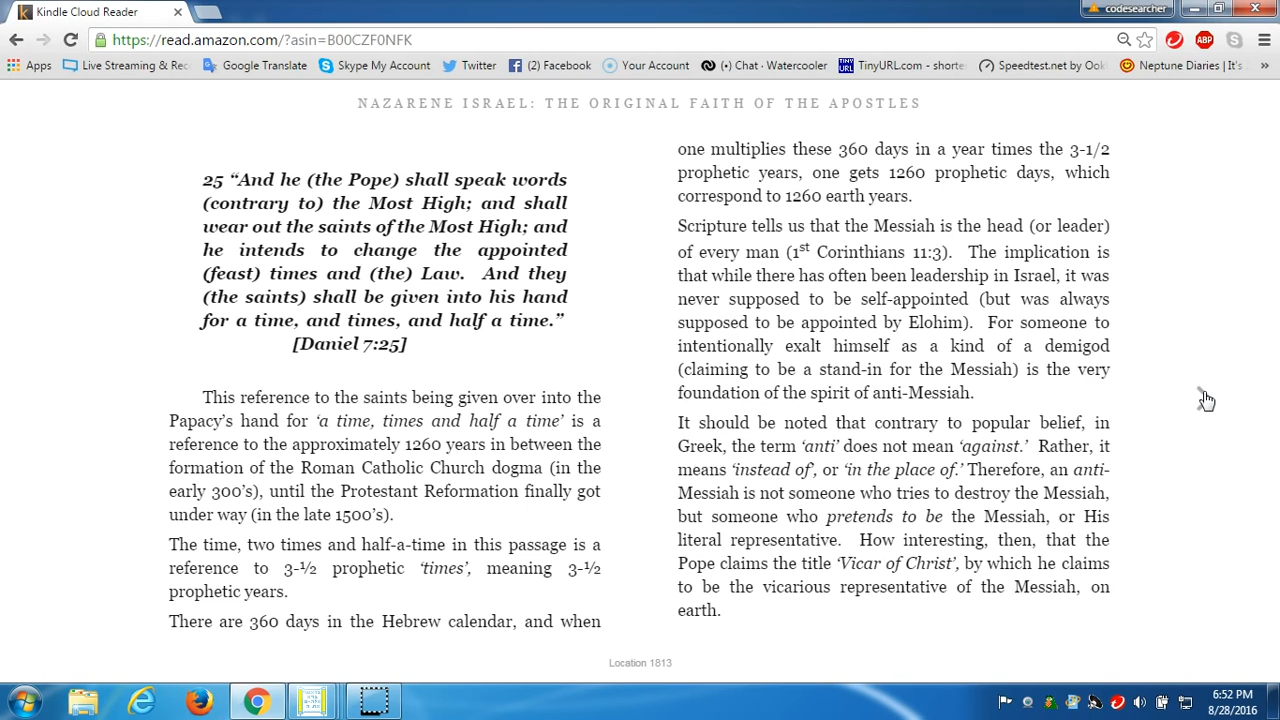 Kindle Cloud Reader
codesearcher
https://read.amazon.com/?asin=B00CZF0NFK
Apps Live Streaming & Rec Google Translate Skype My Account Twitter (2) Facebook Your Account (1) · Chat · Watercooler TinyURL.com - shorte Speedtest.net by Ookl Neptune Diaries | It's »
NAZARENE ISRAEL: THE ORIGINAL FAITH OF THE APOSTLES
25 “And he (the Pope) shall speak words
(contrary to) the Most High; and shall
wear out the saints of the Most High; and
he intends to change the appointed
(feast) times and (the) Law. And they
(the saints) shall be given into his hand
for a time, and times, and half a time.”
[Daniel 7:25]
This reference to the saints being given over into the
Papacy’s hand for ‘a time, times and half a time’ is a
reference to the approximately 1260 years in between the
formation of the Roman Catholic Church dogma (in the
early 300’s), until the Protestant Reformation finally got
under way (in the late 1500’s).
The time, two times and half-a-time in this passage is a
reference to 3-½ prophetic ‘times’, meaning 3-½
prophetic years.
There are 360 days in the Hebrew calendar, and when
one multiplies these 360 days in a year times the 3-1/2
prophetic years, one gets 1260 prophetic days, which
correspond to 1260 earth years.
Scripture tells us that the Messiah is the head (or leader)
of every man (1st Corinthians 11:3). The implication is
that while there has often been leadership in Israel, it was
never supposed to be self-appointed (but was always
supposed to be appointed by Elohim). For someone to
intentionally exalt himself as a kind of a demigod
(claiming to be a stand-in for the Messiah) is the very
foundation of the spirit of anti-Messiah.
It should be noted that contrary to popular belief, in
Greek, the term ‘anti’ does not mean ‘against.’ Rather, it
means ‘instead of’, or ‘in the place of.’ Therefore, an anti-
Messiah is not someone who tries to destroy the Messiah,
but someone who pretends to be the Messiah, or His
literal representative. How interesting, then, that the
Pope claims the title ‘Vicar of Christ’, by which he claims
to be the vicarious representative of the Messiah, on
earth.
Location 1813
6:52 PM
8/28/2016